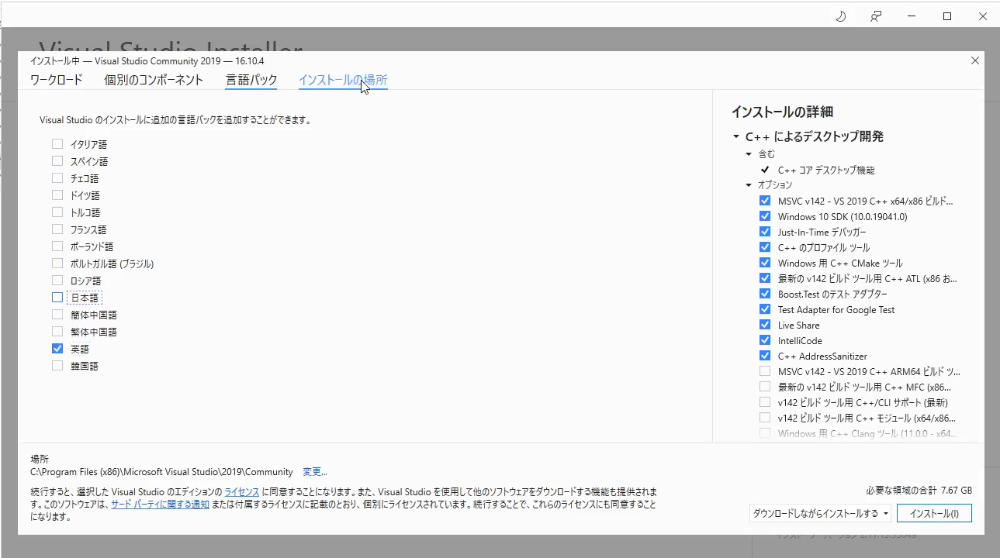 Visual Studio Installer
インストール中 — Visual Studio Community 2019 — 16.10.4
ワークロード 個別のコンポーネント 言語パック インストールの場所
Visual Studio のインストールに追加の言語パックを追加することができます。
イタリア語
スペイン語
チェコ語
ドイツ語
トルコ語
フランス語
ポーランド語
ポルトガル語 (ブラジル)
ロシア語
日本語
簡体中国語
繁体中国語
英語
韓国語
インストールの詳細
C++ によるデスクトップ開発
含む
C++ コア デスクトップ機能
オプション
MSVC v142 - VS 2019 C++ x64/x86 ビルド...
Windows 10 SDK (10.0.19041.0)
Just-In-Time デバッガー
C++ のプロファイル ツール
Windows 用 C++ CMake ツール
最新の v142 ビルド ツール用 C++ ATL (x86 お...
Boost.Test のテスト アダプター
Test Adapter for Google Test
Live Share
IntelliCode
C++ AddressSanitizer
MSVC v142 - VS 2019 C++ ARM64 ビルド ツ...
最新の v142 ビルド ツール用 C++ MFC (x86...
v142 ビルド ツール用 C++/CLI サポート (最新)
v142 ビルド ツール用 C++ モジュール (x64/x86...
Windows 用 C++ Clang ツール (11.0.0 - x64...
場所
C:\Program Files (x86)\Microsoft Visual Studio\2019\Community 変更...
続行すると、選択した Visual Studio のエディションの ライセンス に同意することになります。また、Visual Studio を使用して他のソフトウェアをダウンロードする機能も提供されま
す。このソフトウェアは、サード パーティに関する通知 または付属するライセンスに記載のとおり、個別にライセンスされています。続行することで、これらのライセンスにも同意すること
になります。
必要な領域の合計 7.67 GB
ダウンロードしながらインストールする インストール(I)